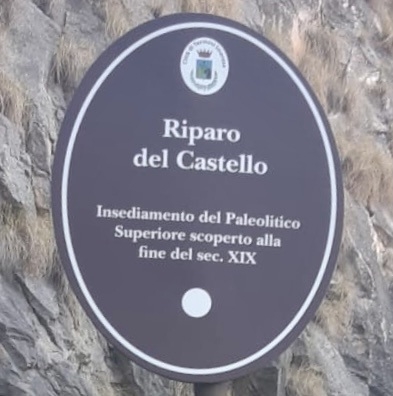 Riparo
del Castello
Insediamento del Paleolitico
Superiore scoperto alla
fine del sec. XIX